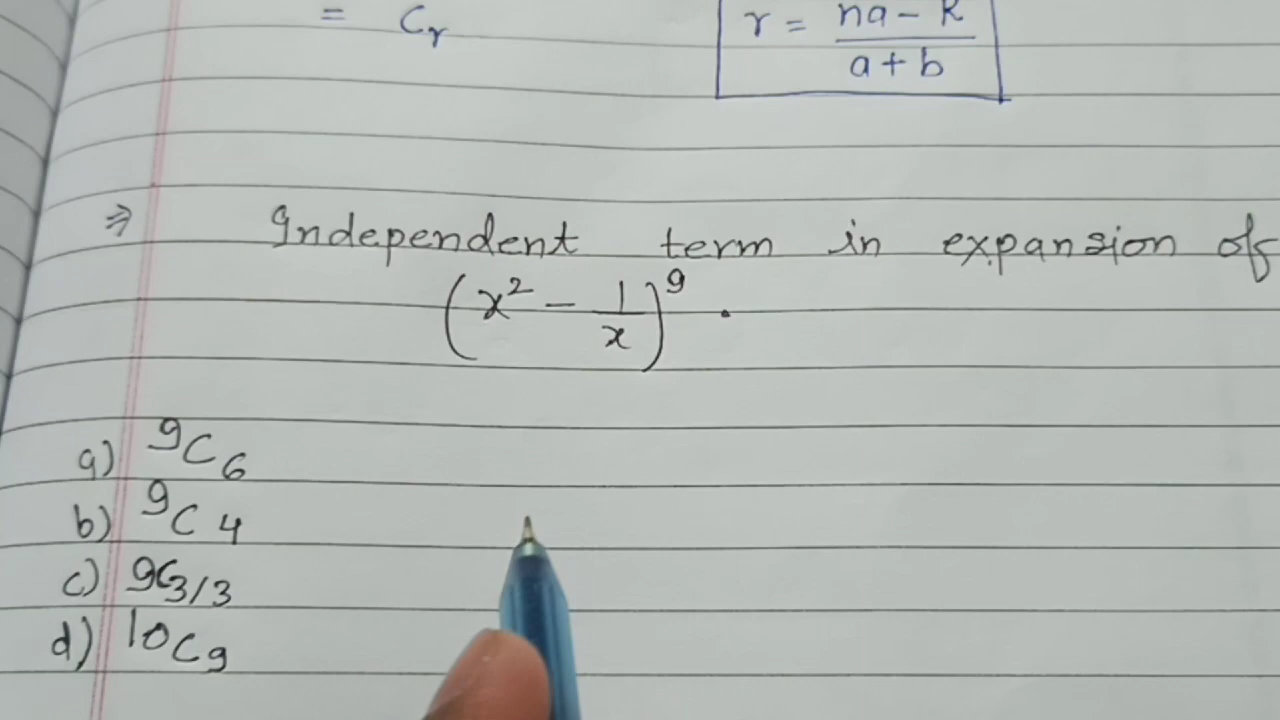 = Cᵣ
r = (na - k)/(a + b)
⇒ Independent term in expansion of
(x² - 1/x)⁹ .
a) ⁹C₆
b) ⁹C₄
c) 9C₃/3
d) ¹⁰C₉